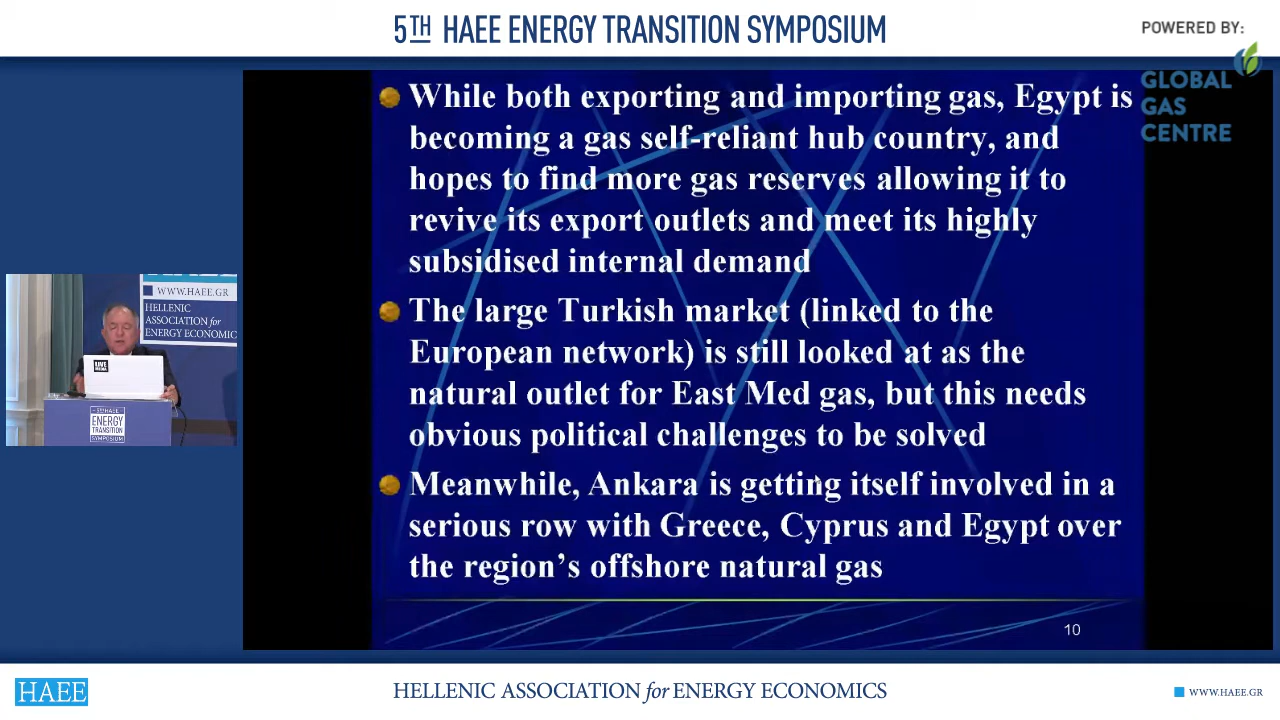 5TH HAEE ENERGY TRANSITION SYMPOSIUM
POWERED BY:
GLOBAL
GAS
CENTRE
While both exporting and importing gas, Egypt is
becoming a gas self-reliant hub country, and
hopes to find more gas reserves allowing it to
revive its export outlets and meet its highly
subsidised internal demand
The large Turkish market (linked to the
European network) is still looked at as the
natural outlet for East Med gas, but this needs
obvious political challenges to be solved
Meanwhile, Ankara is getting itself involved in a
serious row with Greece, Cyprus and Egypt over
the region’s offshore natural gas
10
WWW.HAEE.GR
HELLENIC
ASSOCIATION for
ENERGY ECONOMIC
5th HAEE
ENERGY
TRANSITION
SYMPOSIUM
HAEE
HELLENIC ASSOCIATION for ENERGY ECONOMICS
WWW.HAEE.GR